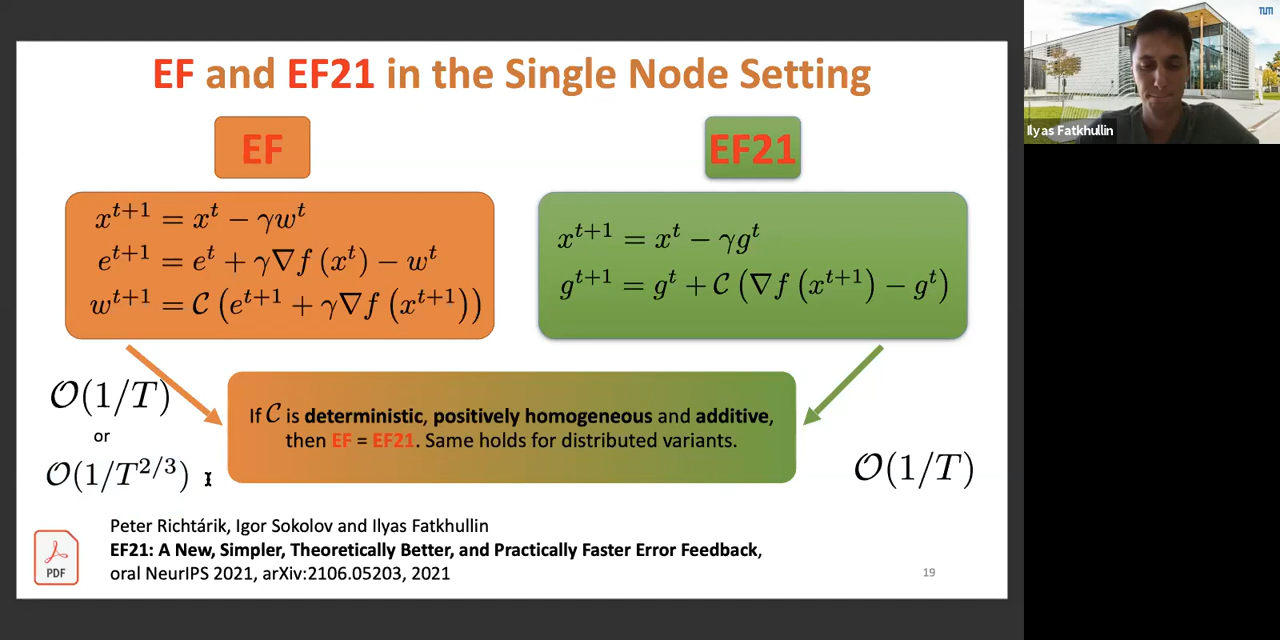 EF and EF21 in the Single Node Setting
EF
EF21
x^{t+1} = x^t − γw^t
e^{t+1} = e^t + γ∇f (x^t) − w^t
w^{t+1} = C (e^{t+1} + γ∇f (x^{t+1}))
x^{t+1} = x^t − γg^t
g^{t+1} = g^t + C (∇f (x^{t+1}) − g^t)
O(1/T)
or
O(1/T^{2/3})
If C is deterministic, positively homogeneous and additive,
then EF = EF21. Same holds for distributed variants.
O(1/T)
Peter Richtárik, Igor Sokolov and Ilyas Fatkhullin
EF21: A New, Simpler, Theoretically Better, and Practically Faster Error Feedback,
oral NeurIPS 2021, arXiv:2106.05203, 2021
PDF
19
TUM
Ilyas Fatkhullin